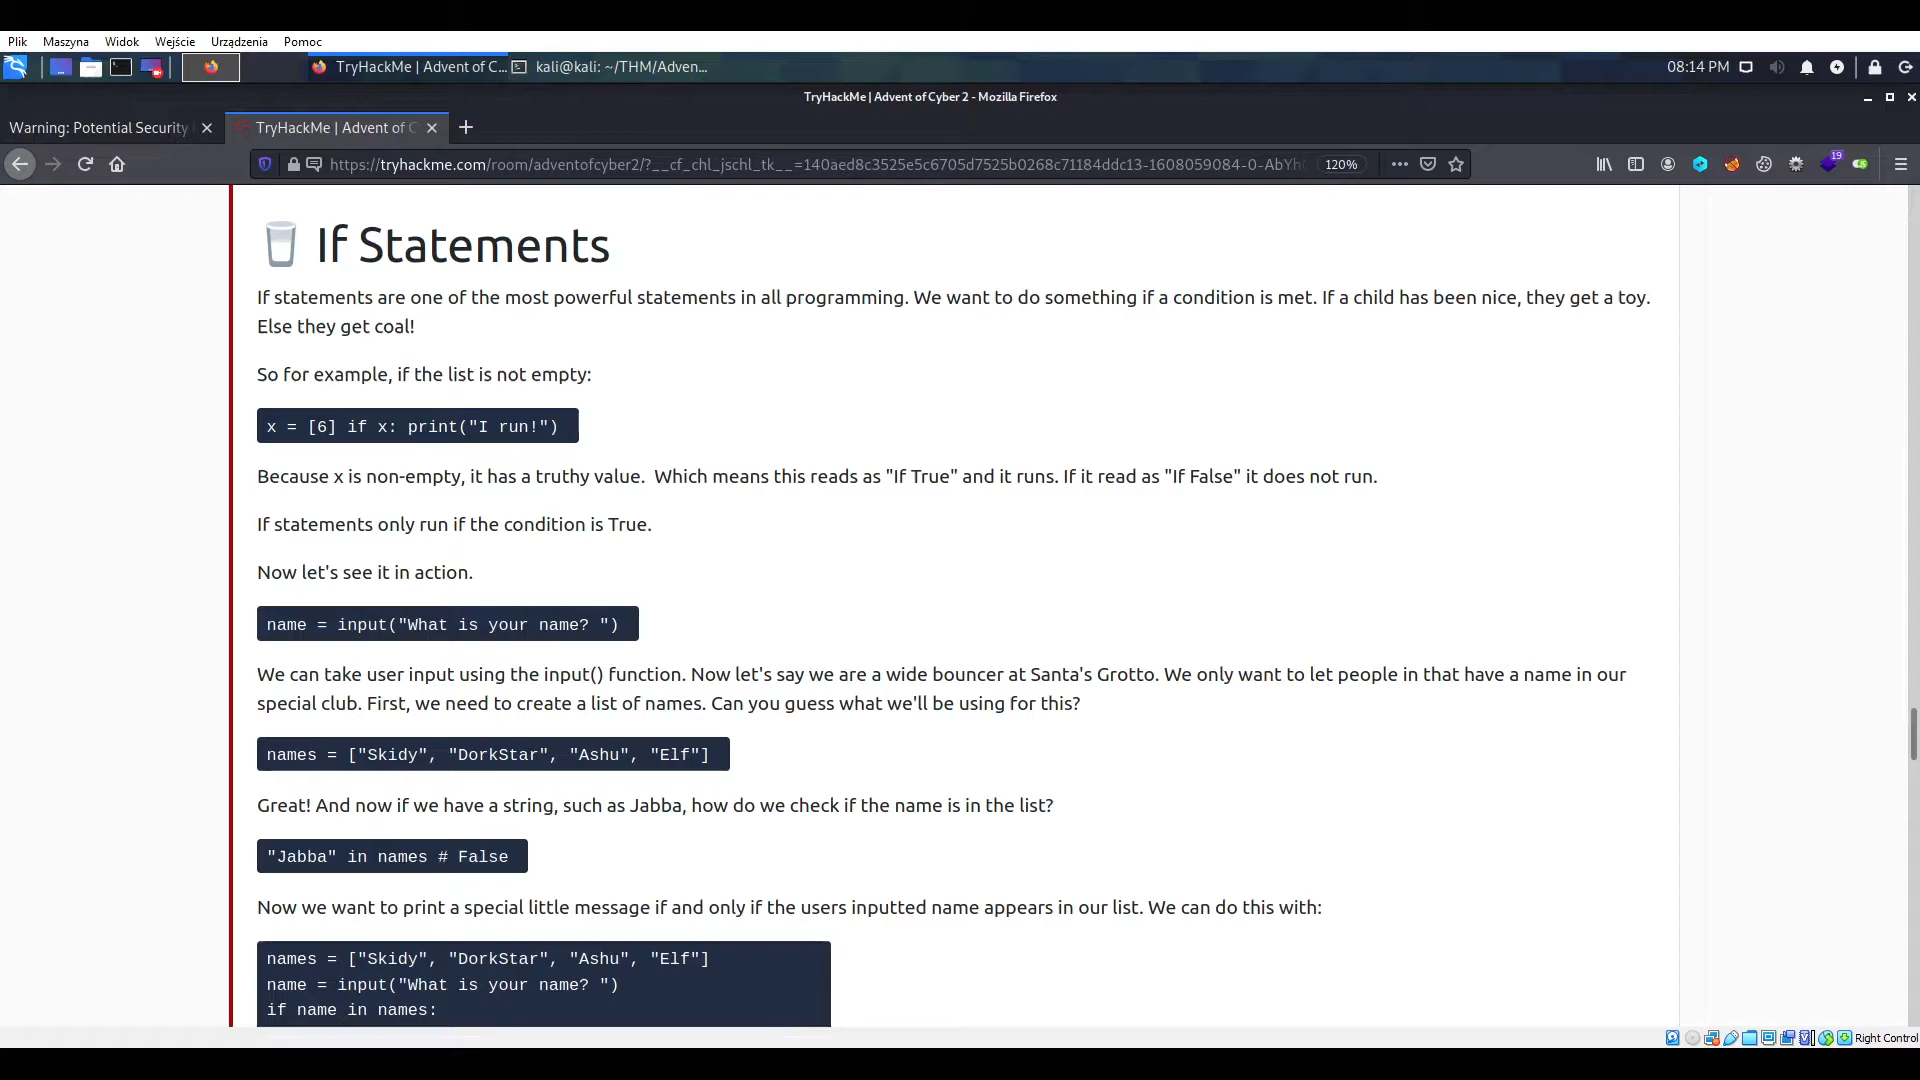 Plik Maszyna Widok Wejście Urządzenia Pomoc
TryHackMe | Advent of C... kali@kali: ~/THM/Adven... 08:14 PM
TryHackMe | Advent of Cyber 2 - Mozilla Firefox
Warning: Potential Security TryHackMe | Advent of C
https://tryhackme.com/room/adventofcyber2/?__cf_chl_jschl_tk__=140aed8c3525e5c6705d7525b0268c71184ddc13-1608059084-0-AbYh 120% 19
If Statements
If statements are one of the most powerful statements in all programming. We want to do something if a condition is met. If a child has been nice, they get a toy.
Else they get coal!
So for example, if the list is not empty:
x = [6] if x: print("I run!")
Because x is non-empty, it has a truthy value.  Which means this reads as "If True" and it runs. If it read as "If False" it does not run.
If statements only run if the condition is True.
Now let's see it in action.
name = input("What is your name? ")
We can take user input using the input() function. Now let's say we are a wide bouncer at Santa's Grotto. We only want to let people in that have a name in our
special club. First, we need to create a list of names. Can you guess what we'll be using for this?
names = ["Skidy", "DorkStar", "Ashu", "Elf"]
Great! And now if we have a string, such as Jabba, how do we check if the name is in the list?
"Jabba" in names # False
Now we want to print a special little message if and only if the users inputted name appears in our list. We can do this with:
names = ["Skidy", "DorkStar", "Ashu", "Elf"]
name = input("What is your name? ")
if name in names:
Right Control